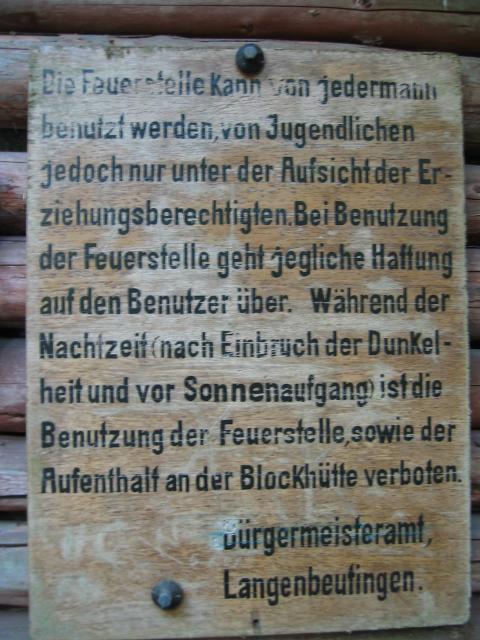 Die Feuerstelle kann von jedermann
benutzt werden, von Jugendlichen
jedoch nur unter der Aufsicht der Er-
ziehungsberechtigten. Bei Benutzung
der Feuerstelle geht jegliche Haftung
auf den Benutzer über. Während der
Nachtzeit (nach Einbruch der Dunkel-
heit und vor Sonnenaufgang) ist die
Benutzung der Feuerstelle, sowie der
Aufenthalt an der Blockhütte verboten.
Bürgermeisteramt,
Langenbeutingen.